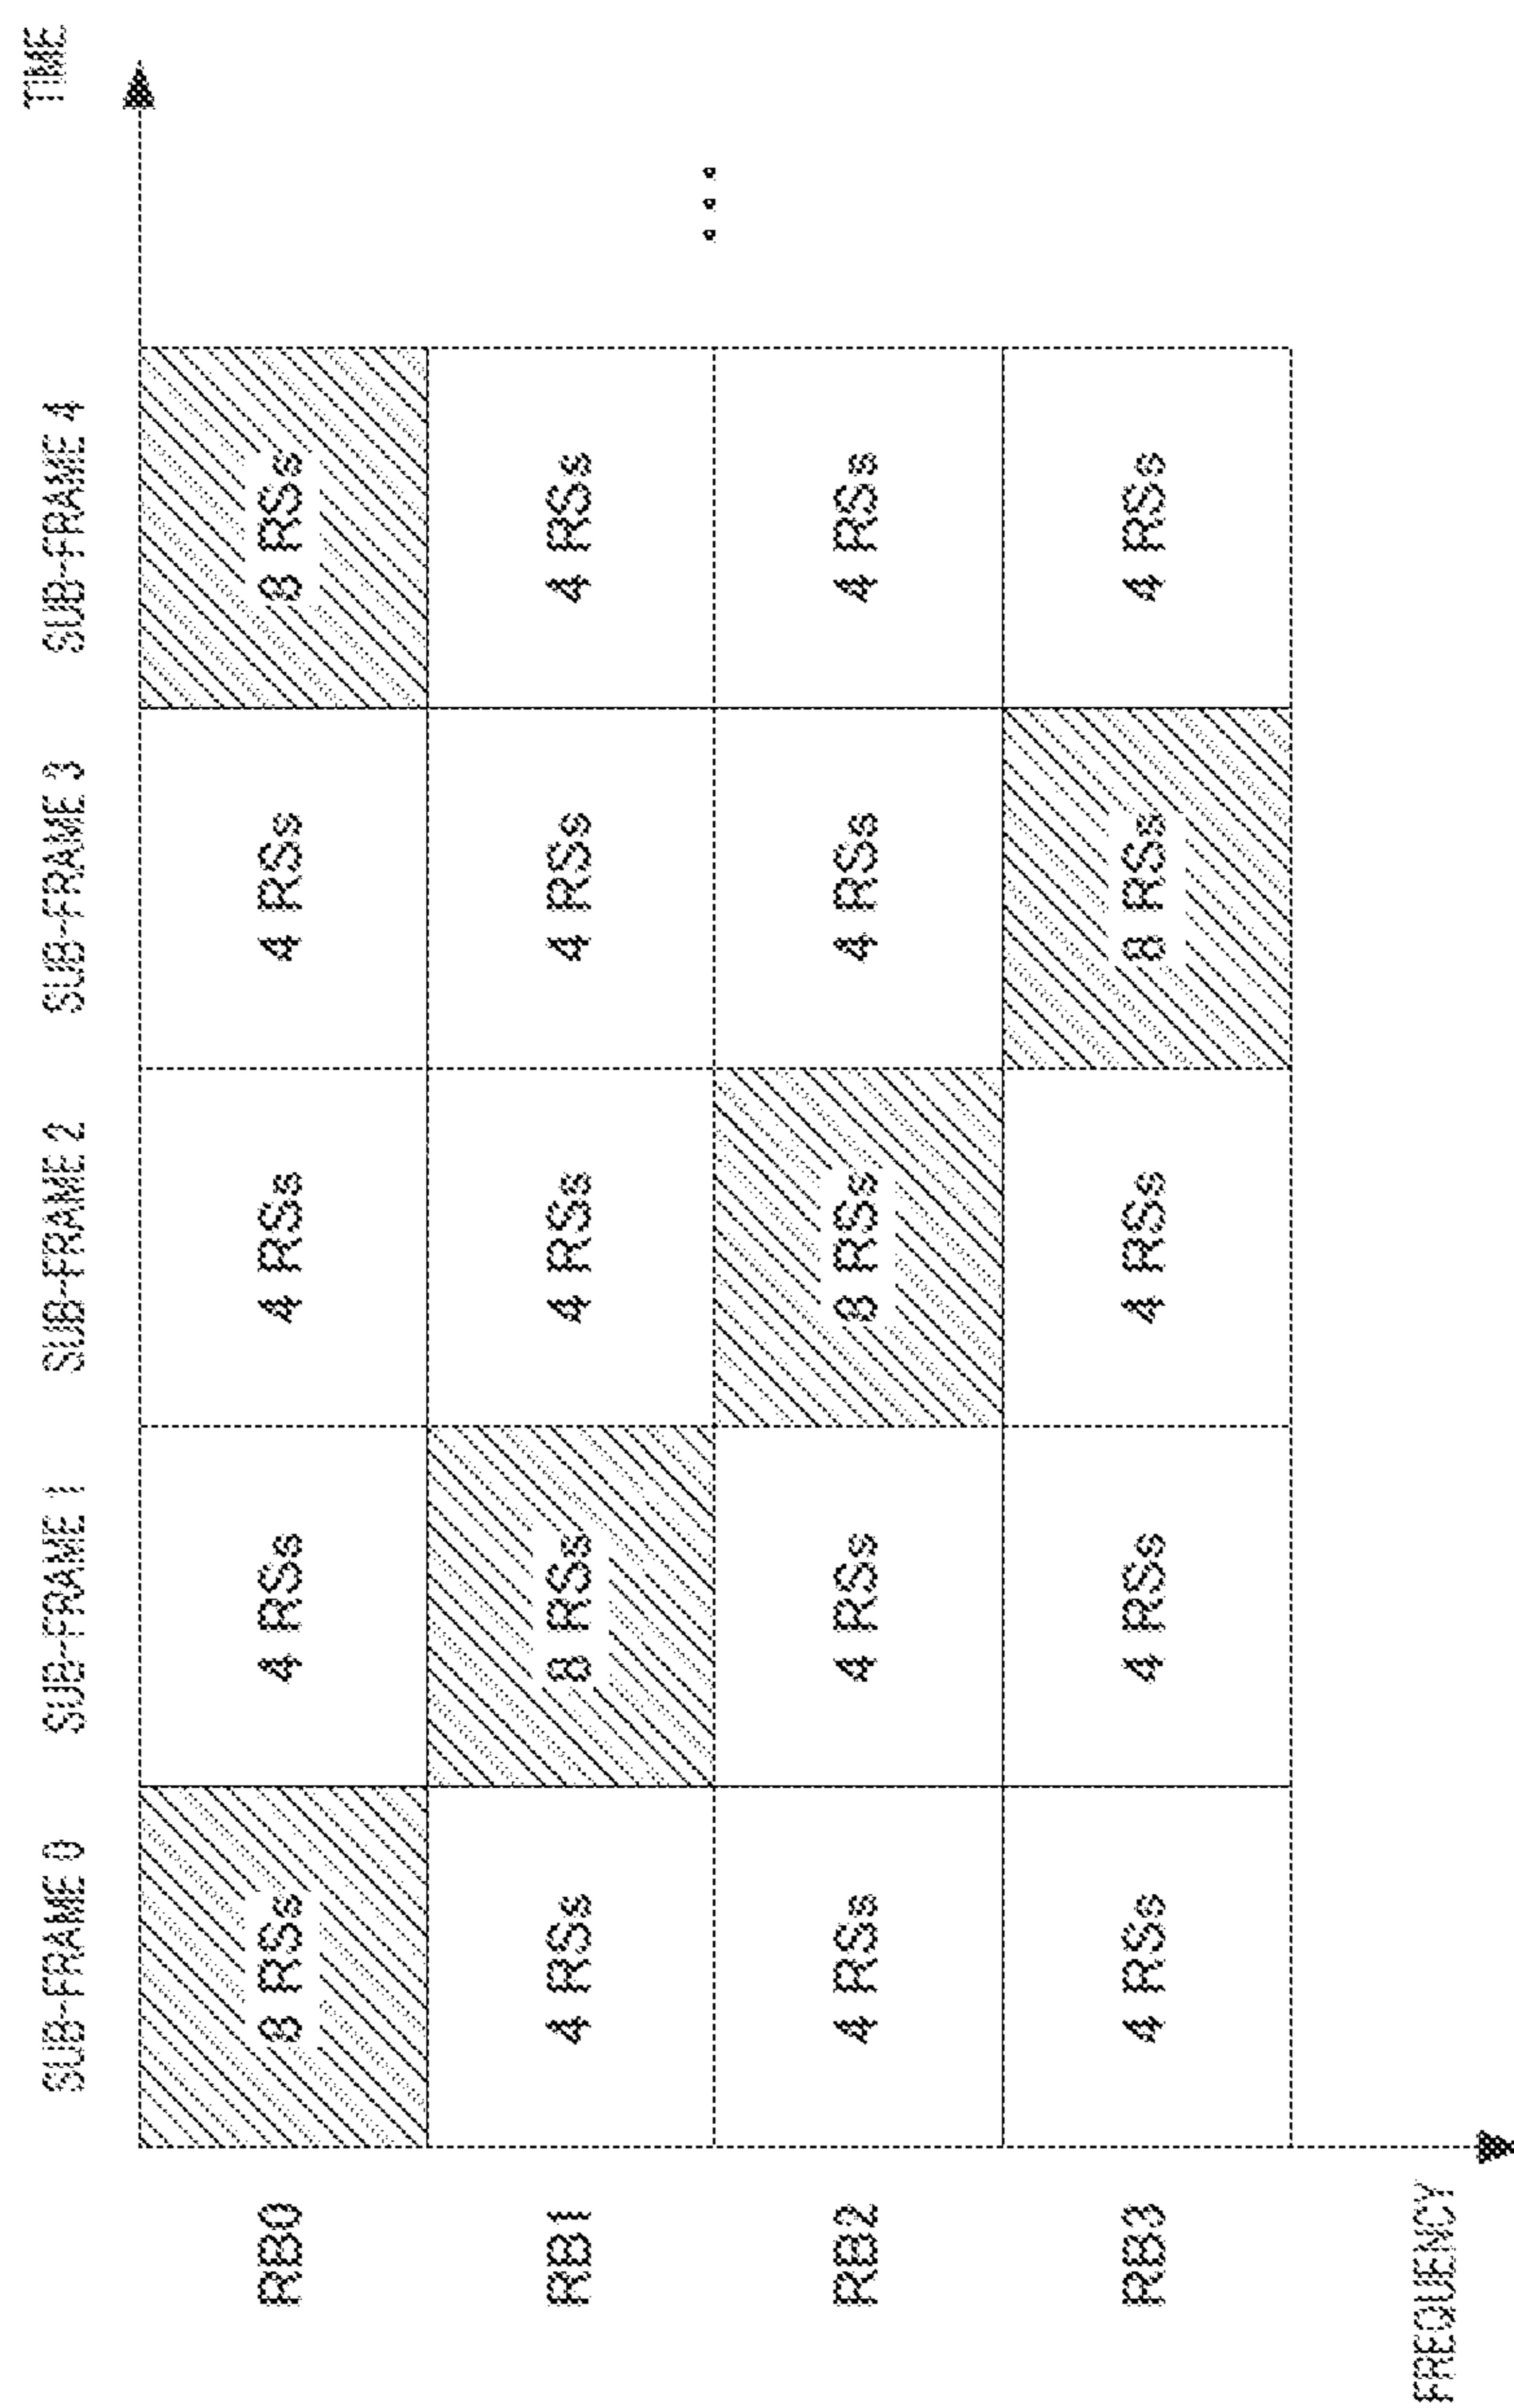 TIME
SUB-FRAME 0 SUB-FRAME 1 SUB-FRAME 2 SUB-FRAME 3 SUB-FRAME 4
RB0 8 RSs 4 RSs 4 RSs 4 RSs 8 RSs
RB1 4 RSs 8 RSs 4 RSs 4 RSs 4 RSs
...
RB2 4 RSs 4 RSs 8 RSs 4 RSs 4 RSs
RB3 4 RSs 4 RSs 4 RSs 8 RSs 4 RSs
FREQUENCY